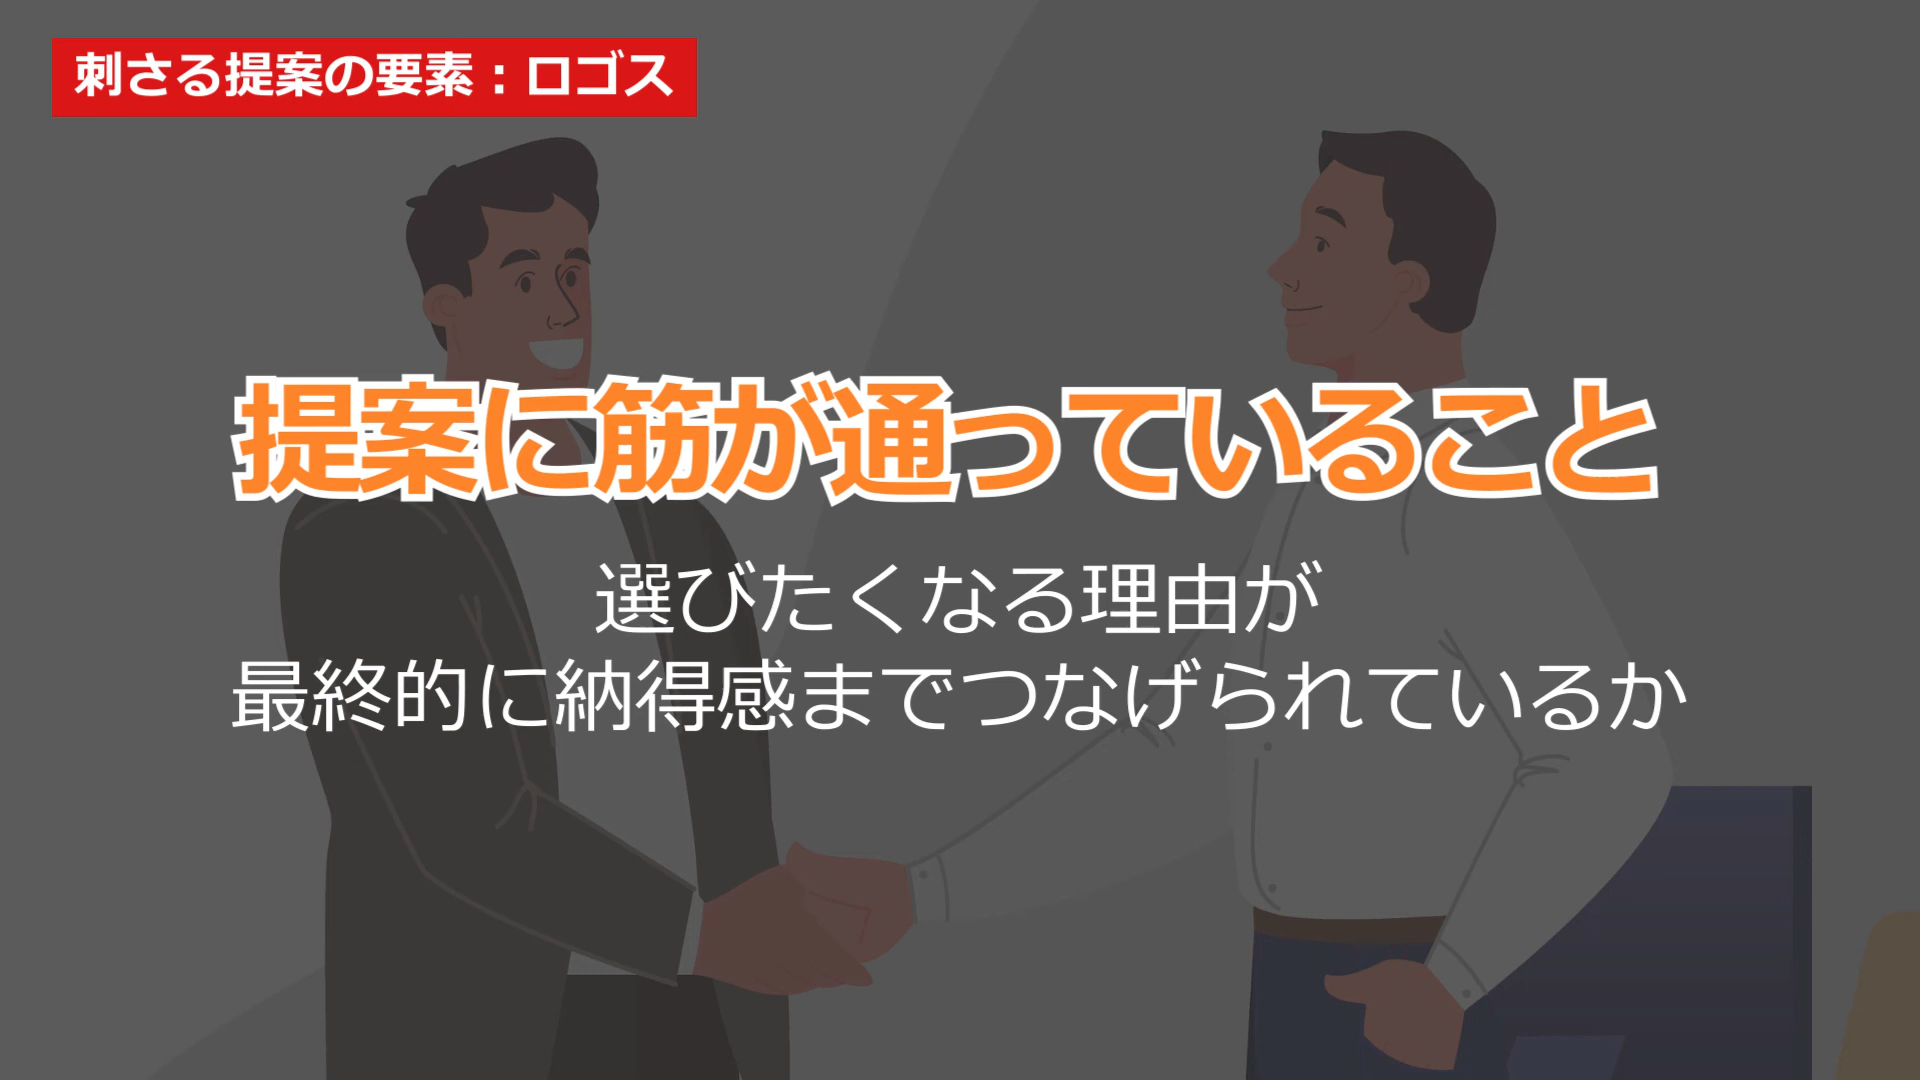 刺さる提案の要素：ロゴス
提案に筋が通っていること
選びたくなる理由が
最終的に納得感までつなげられているか